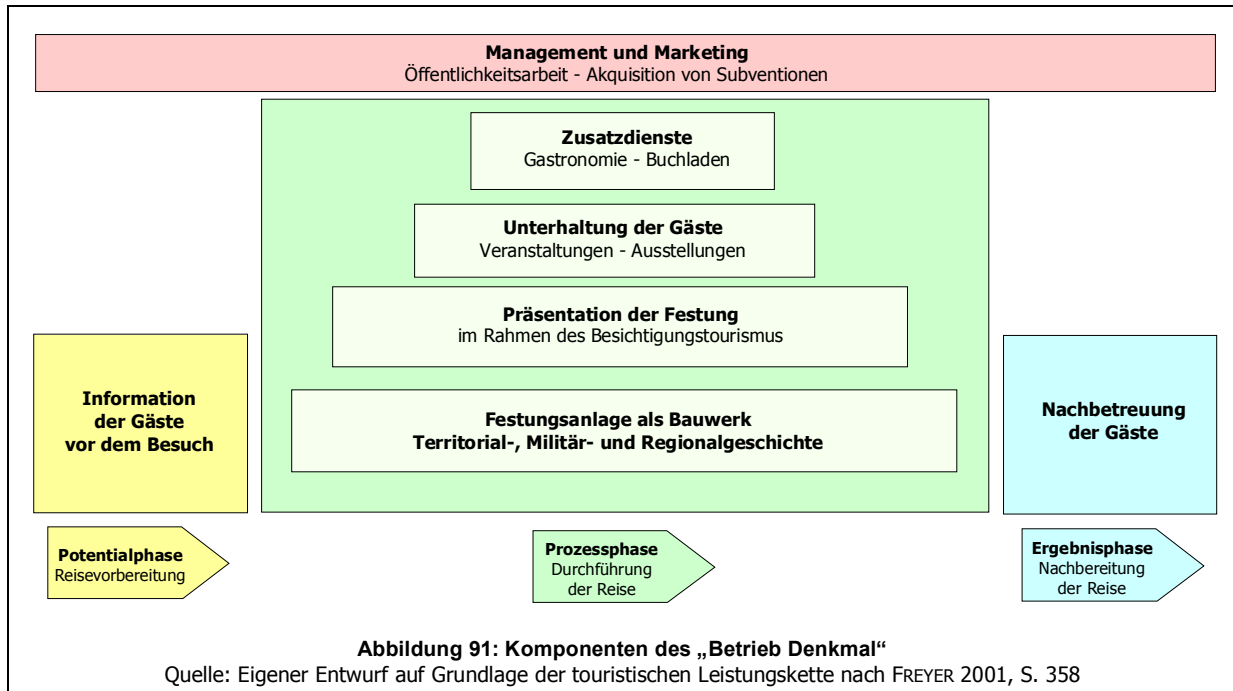 Management und Marketing
Öffentlichkeitsarbeit - Akquisition von Subventionen
Zusatzdienste
Gastronomie - Buchladen
Unterhaltung der Gäste
Veranstaltungen - Ausstellungen
Präsentation der Festung
im Rahmen des Besichtigungstourismus
Festungsanlage als Bauwerk
Territorial-, Militär- und Regionalgeschichte
Information
der Gäste
vor dem Besuch
Nachbetreuung
der Gäste
Potentialphase
Reisevorbereitung
Prozessphase
Durchführung
der Reise
Ergebnisphase
Nachbereitung
der Reise
Abbildung 91: Komponenten des „Betrieb Denkmal“
Quelle: Eigener Entwurf auf Grundlage der touristischen Leistungskette nach FREYER 2001, S. 358